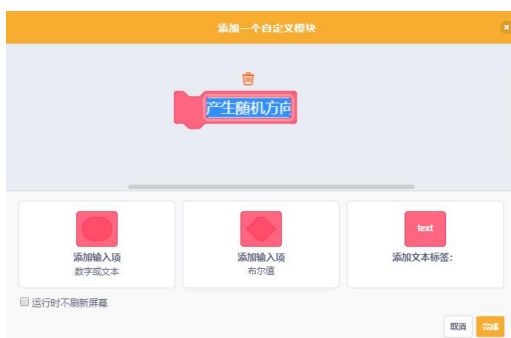 添加一个自定义模块
产生随机方向
text
添加输入项
数字或文本
添加输入项
布尔值
添加文本标签:
运行时不刷新屏幕
取消
完成